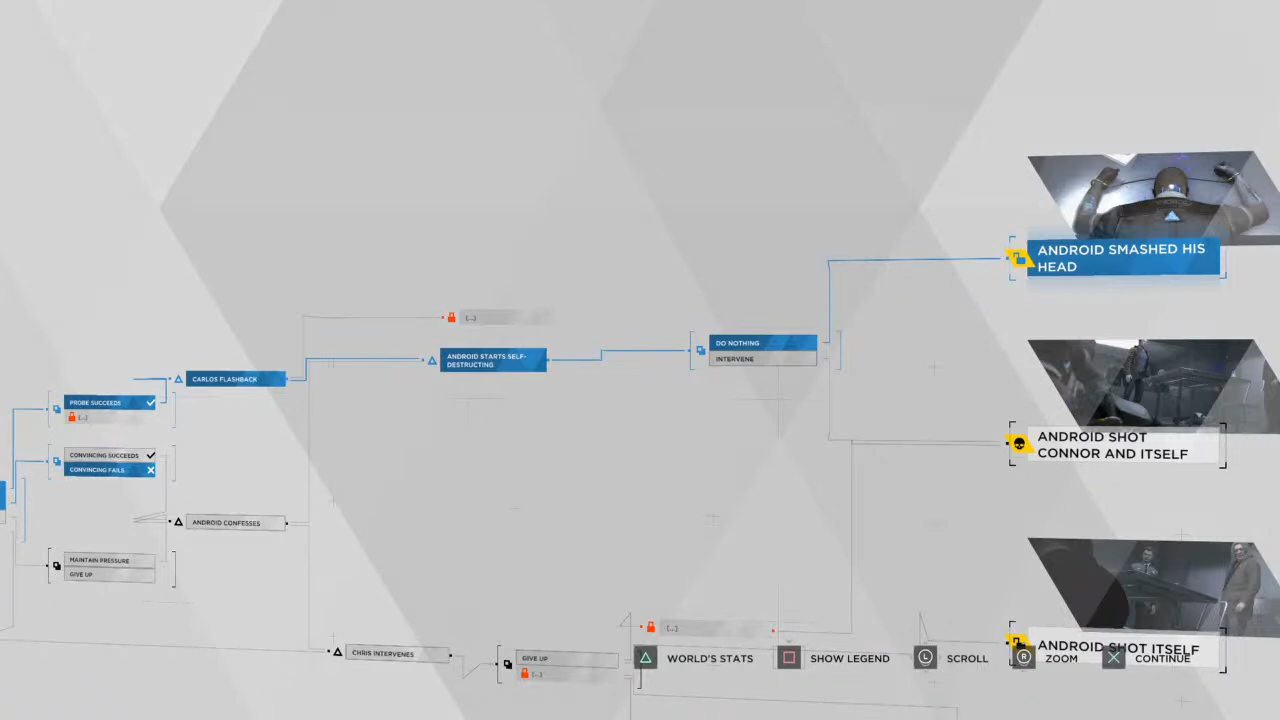 ANDROID SMASHED HIS
HEAD
[...]
DO NOTHING
INTERVENE
ANDROID STARTS SELF-
DESTRUCTING
CARLOS FLASHBACK
PROBE SUCCEEDS
[...]
CONVINCING SUCCEEDS
CONVINCING FAILS
ANDROID SHOT
CONNOR AND ITSELF
ANDROID CONFESSES
MAINTAIN PRESSURE
GIVE UP
[...]
CHRIS INTERVENES
GIVE UP
[...]
ANDROID SHOT ITSELF
WORLD'S STATS
SHOW LEGEND
L
SCROLL
R
ZOOM
CONTINUE